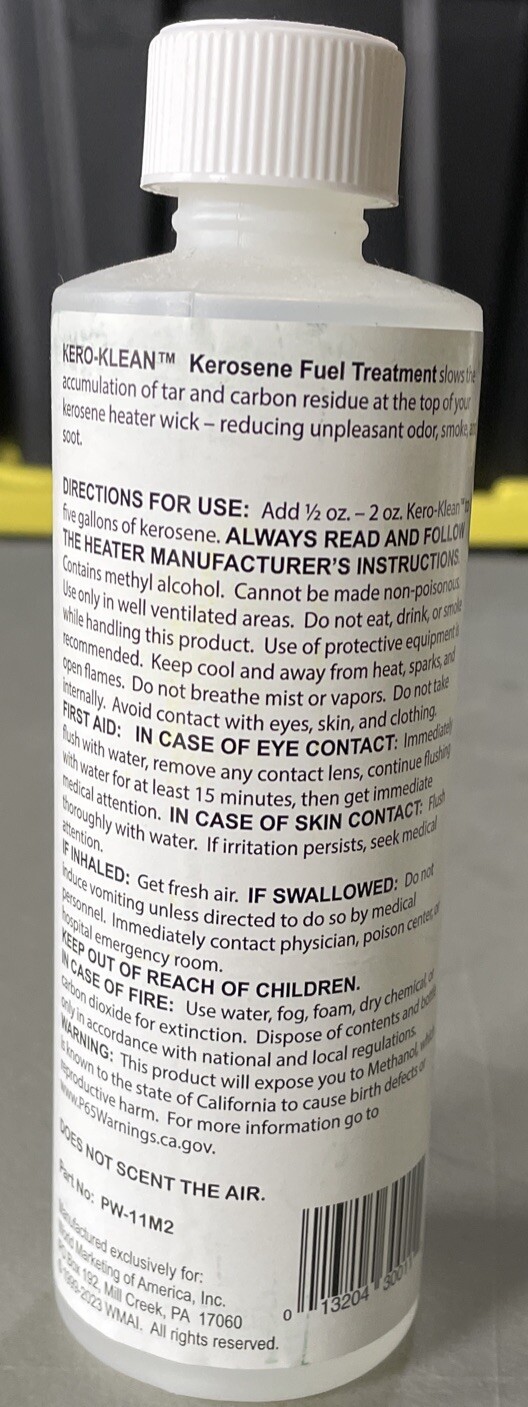 KERO-KLEAN™ Kerosene Fuel Treatment slows the
accumulation of tar and carbon residue at the top of your
kerosene heater wick – reducing unpleasant odor, smoke, and
soot.
DIRECTIONS FOR USE: Add ½ oz. – 2 oz. Kero-Klean™ to
five gallons of kerosene. ALWAYS READ AND FOLLOW
THE HEATER MANUFACTURER'S INSTRUCTIONS.
Contains methyl alcohol. Cannot be made non-poisonous.
Use only in well ventilated areas. Do not eat, drink, or smoke
while handling this product. Use of protective equipment is
recommended. Keep cool and away from heat, sparks, and
open flames. Do not breathe mist or vapors. Do not take
internally. Avoid contact with eyes, skin, and clothing.
FIRST AID: IN CASE OF EYE CONTACT: Immediately
flush with water, remove any contact lens, continue flushing
with water for at least 15 minutes, then get immediate
medical attention. IN CASE OF SKIN CONTACT: Flush
thoroughly with water. If irritation persists, seek medical
attention.
IF INHALED: Get fresh air. IF SWALLOWED: Do not
induce vomiting unless directed to do so by medical
personnel. Immediately contact physician, poison center, or
hospital emergency room.
KEEP OUT OF REACH OF CHILDREN.
IN CASE OF FIRE: Use water, fog, foam, dry chemical, or
carbon dioxide for extinction. Dispose of contents and bottle
only in accordance with national and local regulations.
WARNING: This product will expose you to Methanol, which
is known to the state of California to cause birth defects or
reproductive harm. For more information go to
www.P65Warnings.ca.gov.
DOES NOT SCENT THE AIR.
Part No: PW-11M2
Manufactured exclusively for:
World Marketing of America, Inc.
PO Box 192, Mill Creek, PA 17060
©1999-2023 WMAI. All rights reserved.
0 13204 30011